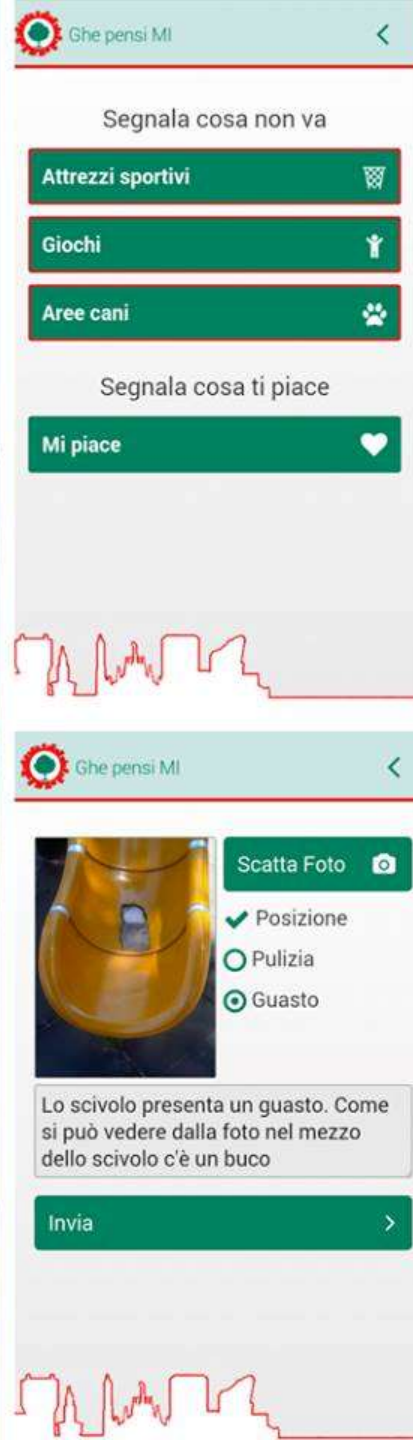 Ghe pensi MI
Segnala cosa non va
Attrezzi sportivi
Giochi
Aree cani
Segnala cosa ti piace
Mi piace
Ghe pensi MI
Scatta Foto
Posizione
Pulizia
Guasto
Lo scivolo presenta un guasto. Come
si può vedere dalla foto nel mezzo
dello scivolo c'è un buco
Invia